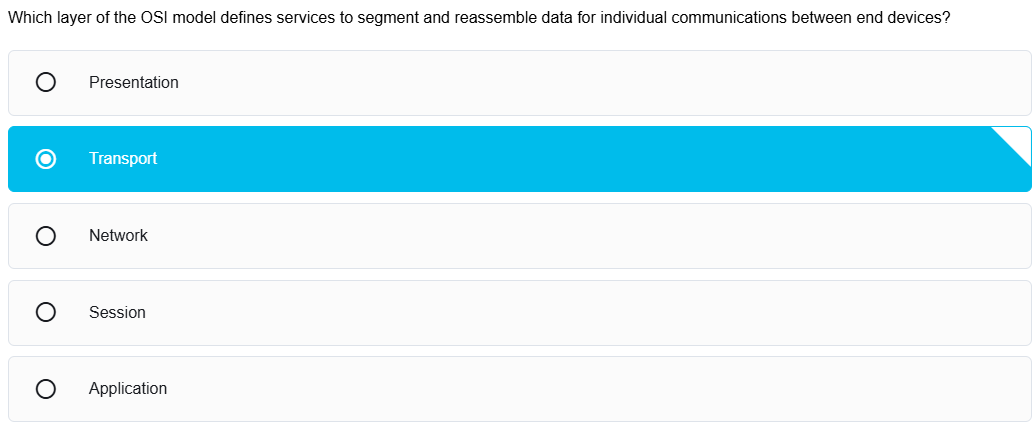 Which layer of the OSI model defines services to segment and reassemble data for individual communications between end devices?
Presentation
Transport
Network
Session
Application